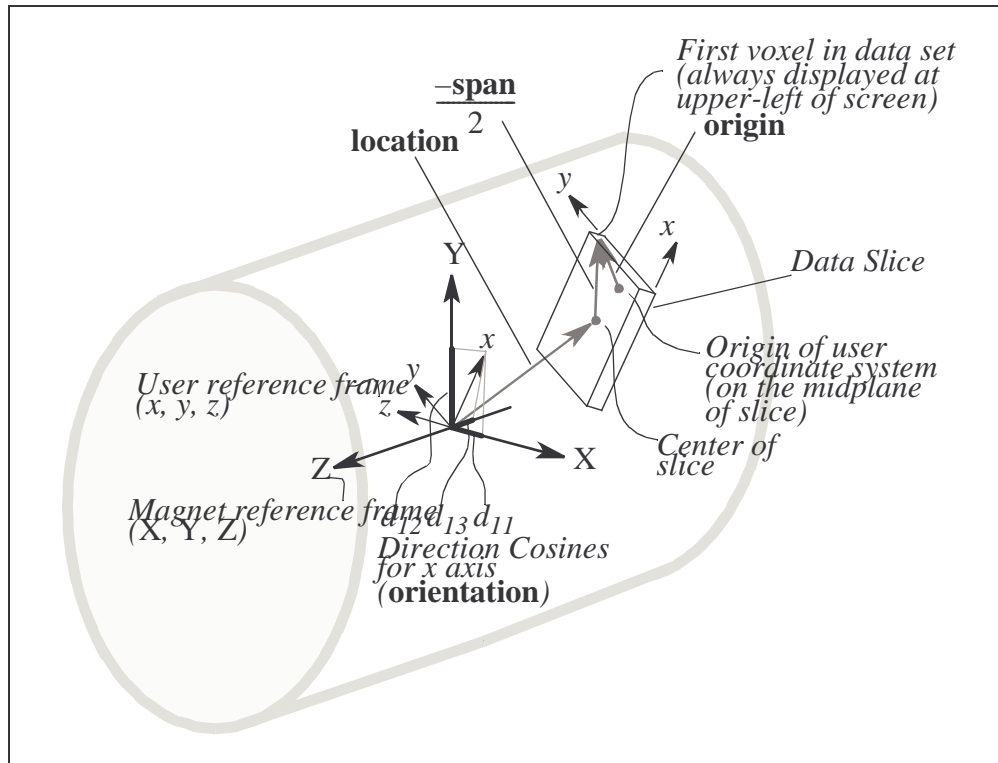 First voxel in data set
(always displayed at
upper-left of screen)
–span
2
location
origin
y
x
Data Slice
Y
x
Origin of user
coordinate system
(on the midplane
of slice)
User reference frame
(x, y, z)
y
z
Center of
slice
X
Z
Magnet reference frame
(X, Y, Z)
d12 d13 d11
Direction Cosines
for x axis
(orientation)